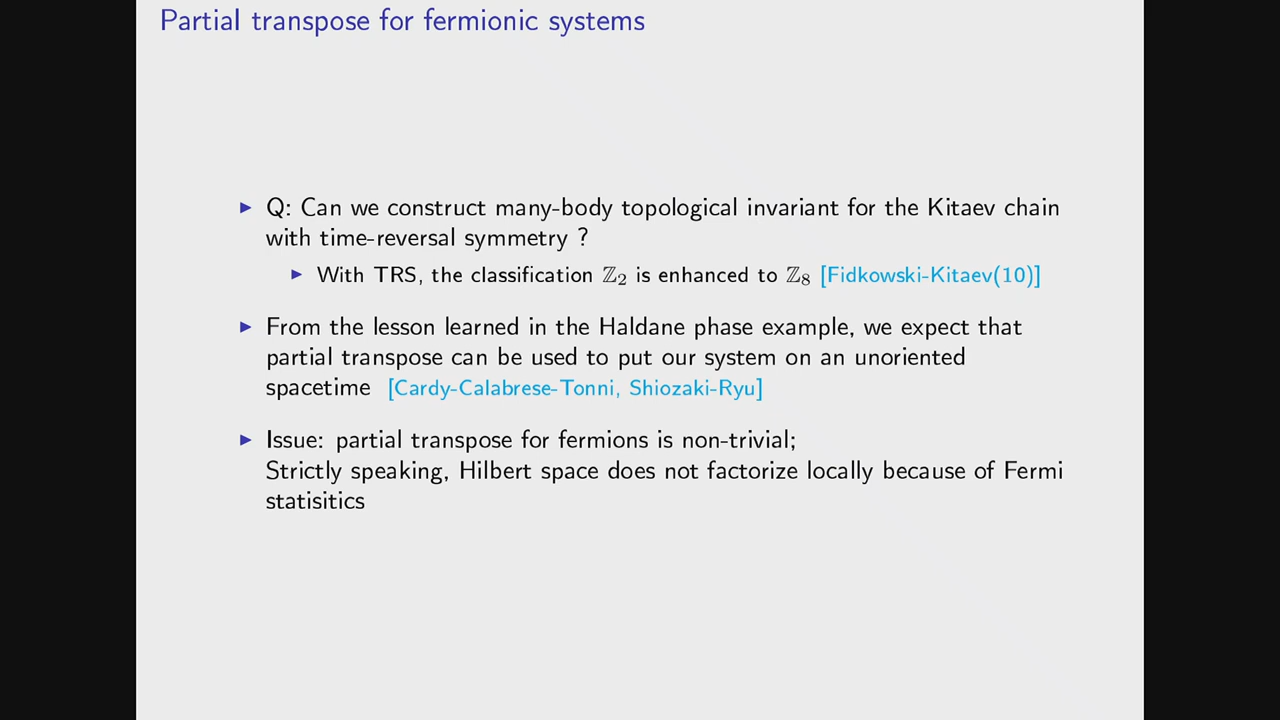 Partial transpose for fermionic systems
▶ Q: Can we construct many-body topological invariant for the Kitaev chain
with time-reversal symmetry ?
▶ With TRS, the classification ℤ₂ is enhanced to ℤ₈ [Fidkowski-Kitaev(10)]
▶ From the lesson learned in the Haldane phase example, we expect that
partial transpose can be used to put our system on an unoriented
spacetime [Cardy-Calabrese-Tonni, Shiozaki-Ryu]
▶ Issue: partial transpose for fermions is non-trivial;
Strictly speaking, Hilbert space does not factorize locally because of Fermi
statisitics